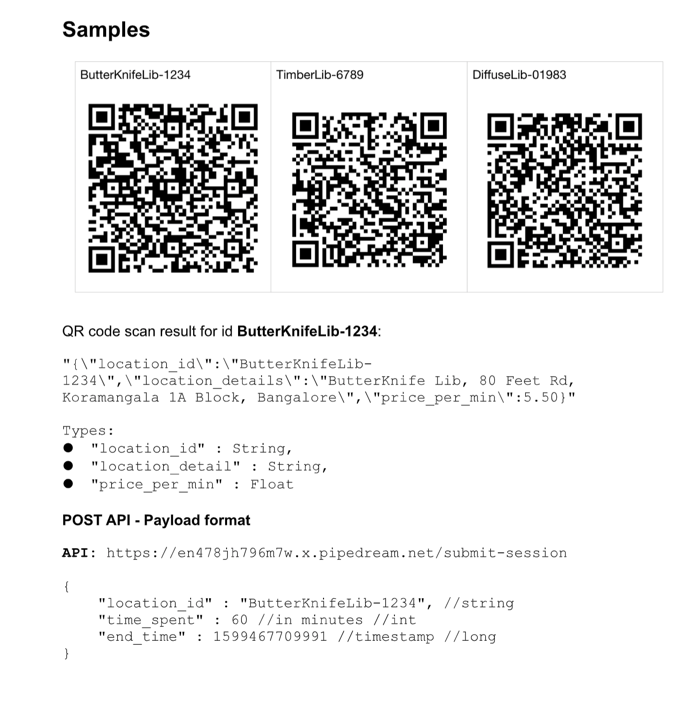 Samples
ButterKnifeLib-1234
TimberLib-6789
DiffuseLib-01983
QR code scan result for id ButterKnifeLib-1234:
"{\"location_id\":\"ButterKnifeLib-
1234\",\"location_details\":\"ButterKnife Lib, 80 Feet Rd,
Koramangala 1A Block, Bangalore\",\"price_per_min\":5.50}"
Types:
● "location_id" : String,
● "location_detail" : String,
● "price_per_min" : Float
POST API - Payload format
API: https://en478jh796m7w.x.pipedream.net/submit-session
{
"location_id" : "ButterKnifeLib-1234", //string
"time_spent" : 60 //in minutes //int
"end_time" : 1599467709991 //timestamp //long
}